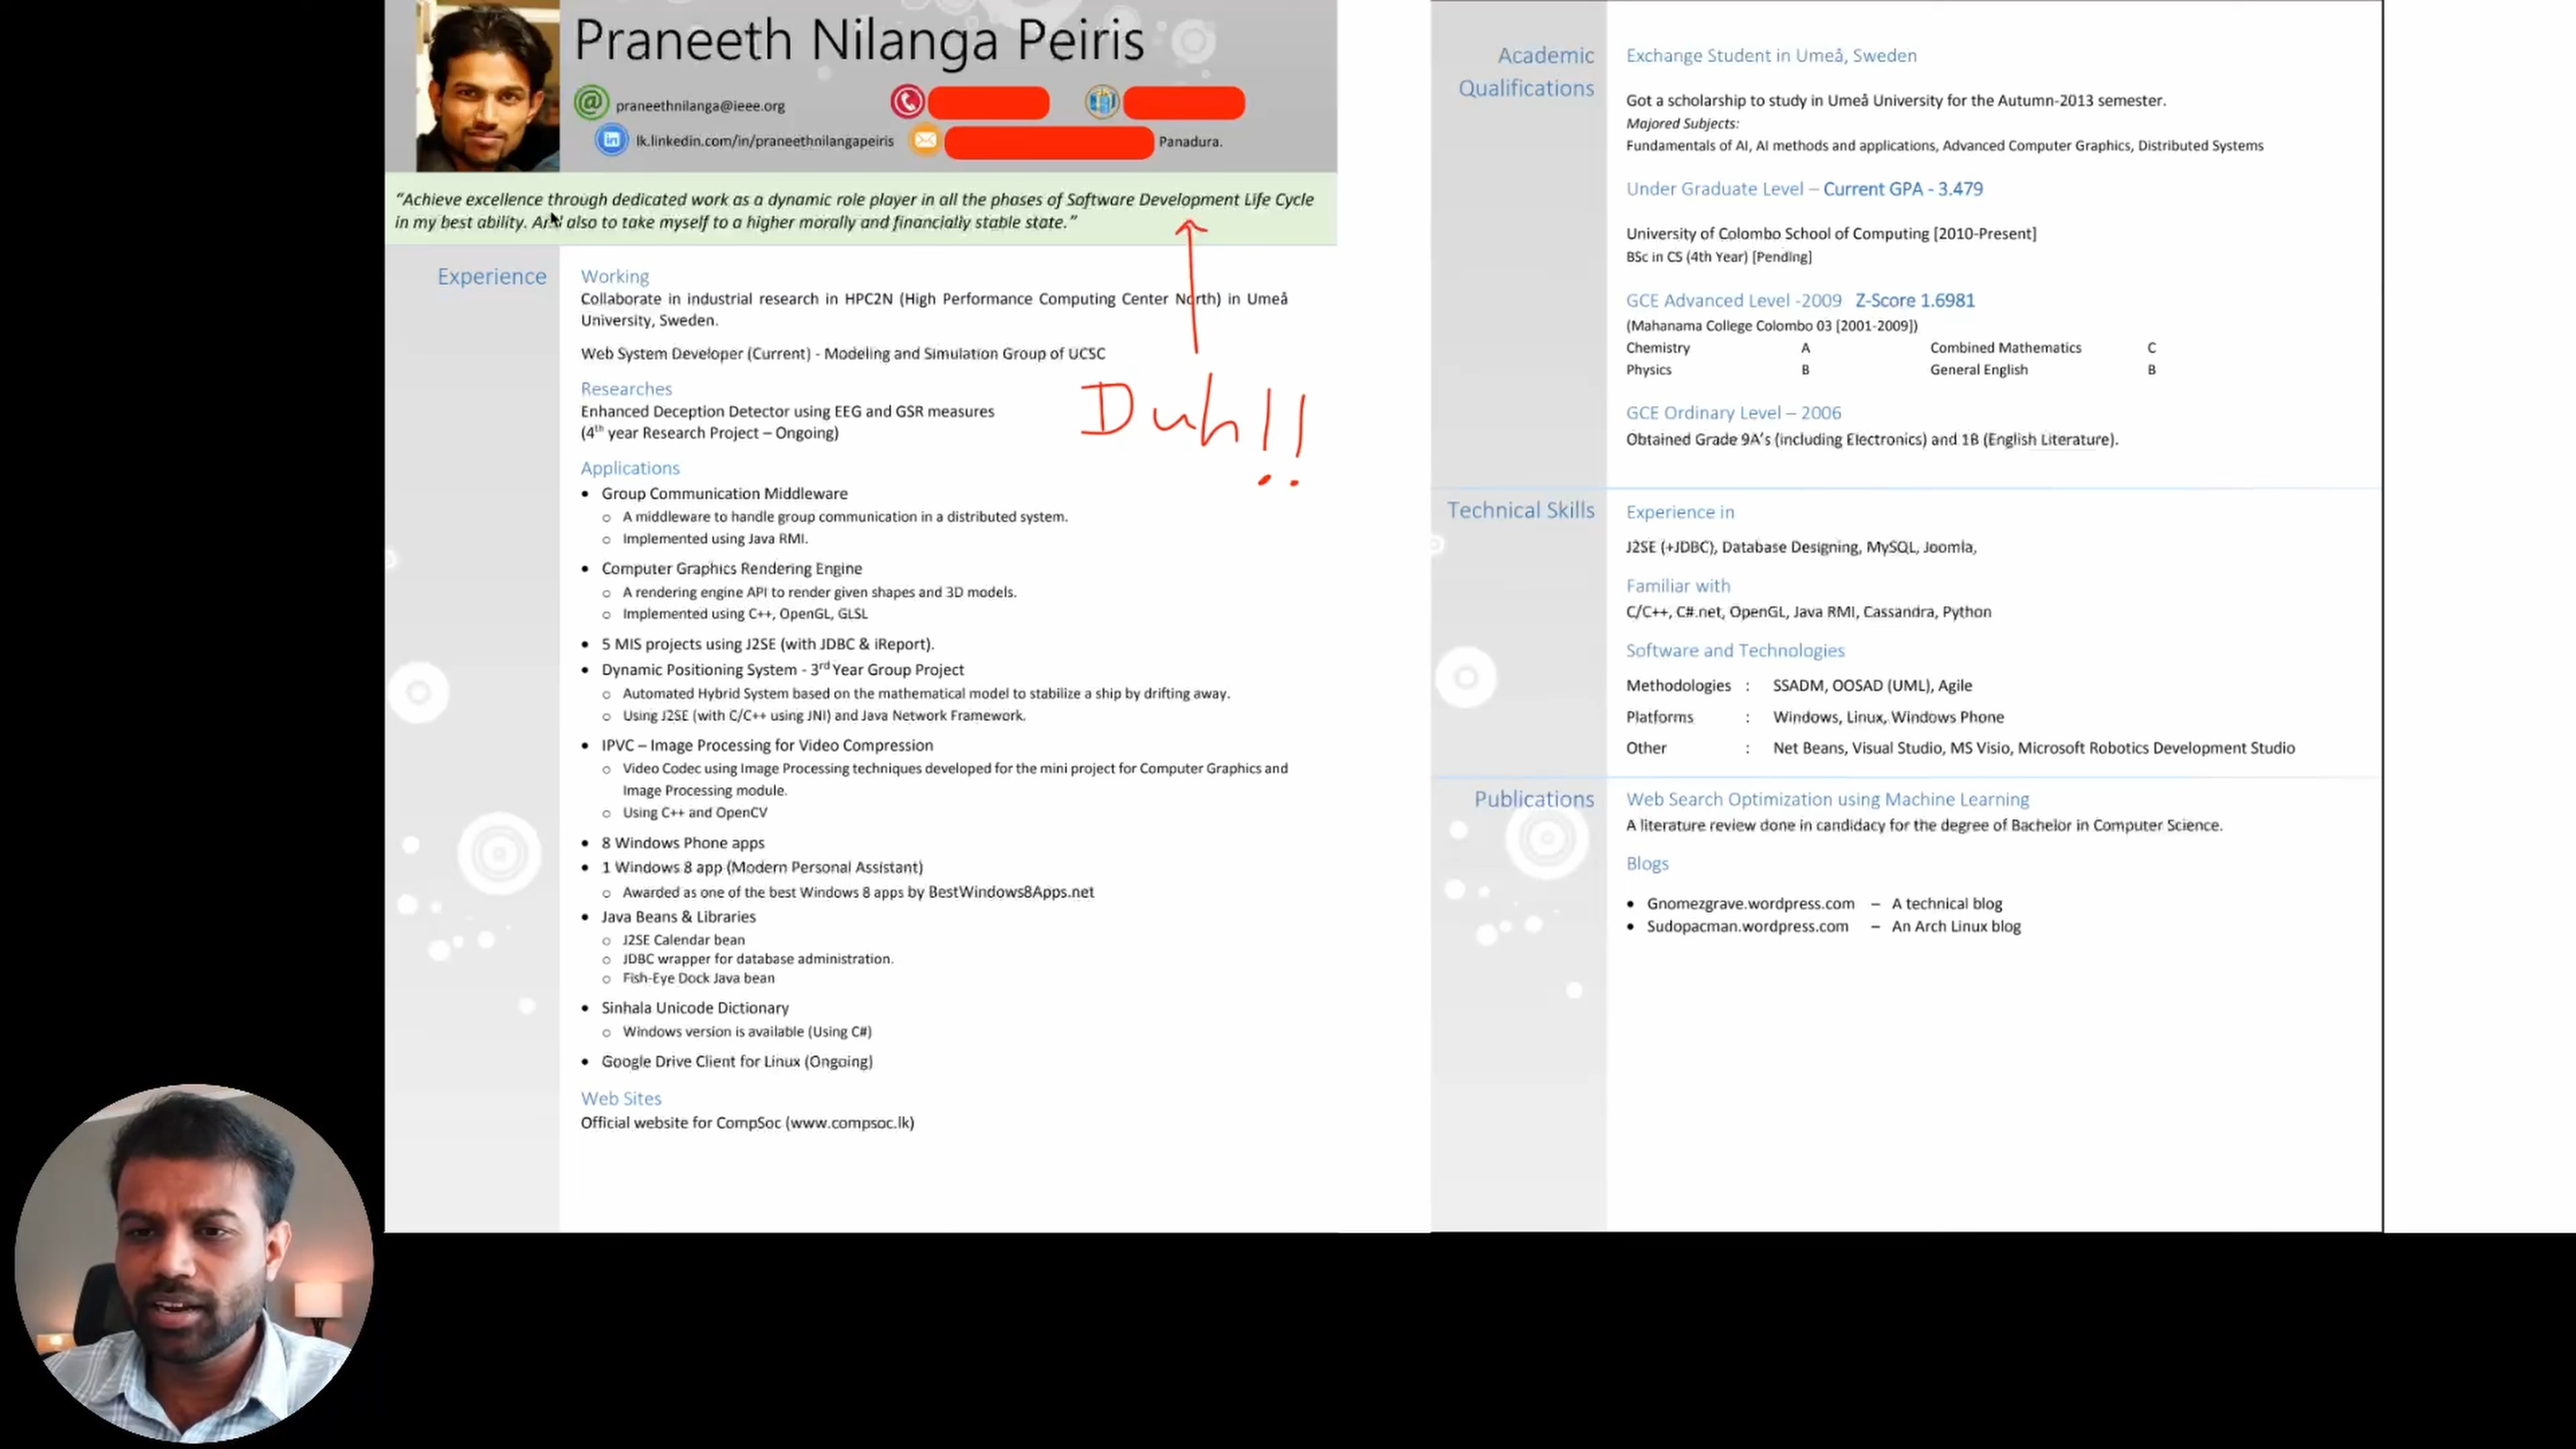 Praneeth Nilanga Peiris
praneethnilanga@ieee.org
lk.linkedin.com/in/praneethnilangapeiris
Panadura.
"Achieve excellence through dedicated work as a dynamic role player in all the phases of Software Development Life Cycle
in my best ability. And also to take myself to a higher morally and financially stable state."
Duh!!
Experience
Working
Collaborate in industrial research in HPC2N (High Performance Computing Center North) in Umeå
University, Sweden.
Web System Developer (Current) - Modeling and Simulation Group of UCSC
Researches
Enhanced Deception Detector using EEG and GSR measures
(4th year Research Project – Ongoing)
Applications
• Group Communication Middleware
o A middleware to handle group communication in a distributed system.
o Implemented using Java RMI.
• Computer Graphics Rendering Engine
o A rendering engine API to render given shapes and 3D models.
o Implemented using C++, OpenGL, GLSL
• 5 MIS projects using J2SE (with JDBC & iReport).
• Dynamic Positioning System - 3rd Year Group Project
o Automated Hybrid System based on the mathematical model to stabilize a ship by drifting away.
o Using J2SE (with C/C++ using JNI) and Java Network Framework.
• IPVC – Image Processing for Video Compression
o Video Codec using Image Processing techniques developed for the mini project for Computer Graphics and
Image Processing module.
o Using C++ and OpenCV
• 8 Windows Phone apps
• 1 Windows 8 app (Modern Personal Assistant)
o Awarded as one of the best Windows 8 apps by BestWindows8Apps.net
• Java Beans & Libraries
o J2SE Calendar bean
o JDBC wrapper for database administration.
o Fish-Eye Dock Java bean
• Sinhala Unicode Dictionary
o Windows version is available (Using C#)
• Google Drive Client for Linux (Ongoing)
Web Sites
Official website for CompSoc (www.compsoc.lk)
Academic
Qualifications
Exchange Student in Umeå, Sweden
Got a scholarship to study in Umeå University for the Autumn-2013 semester.
Majored Subjects:
Fundamentals of AI, AI methods and applications, Advanced Computer Graphics, Distributed Systems
Under Graduate Level – Current GPA - 3.479
University of Colombo School of Computing [2010-Present]
BSc in CS (4th Year) [Pending]
GCE Advanced Level -2009 Z-Score 1.6981
(Mahanama College Colombo 03 [2001-2009])
Chemistry A Combined Mathematics C
Physics B General English B
GCE Ordinary Level – 2006
Obtained Grade 9A's (including Electronics) and 1B (English Literature).
Technical Skills
Experience in
J2SE (+JDBC), Database Designing, MySQL, Joomla,
Familiar with
C/C++, C#.net, OpenGL, Java RMI, Cassandra, Python
Software and Technologies
Methodologies : SSADM, OOSAD (UML), Agile
Platforms : Windows, Linux, Windows Phone
Other : Net Beans, Visual Studio, MS Visio, Microsoft Robotics Development Studio
Publications
Web Search Optimization using Machine Learning
A literature review done in candidacy for the degree of Bachelor in Computer Science.
Blogs
• Gnomezgrave.wordpress.com – A technical blog
• Sudopacman.wordpress.com – An Arch Linux blog